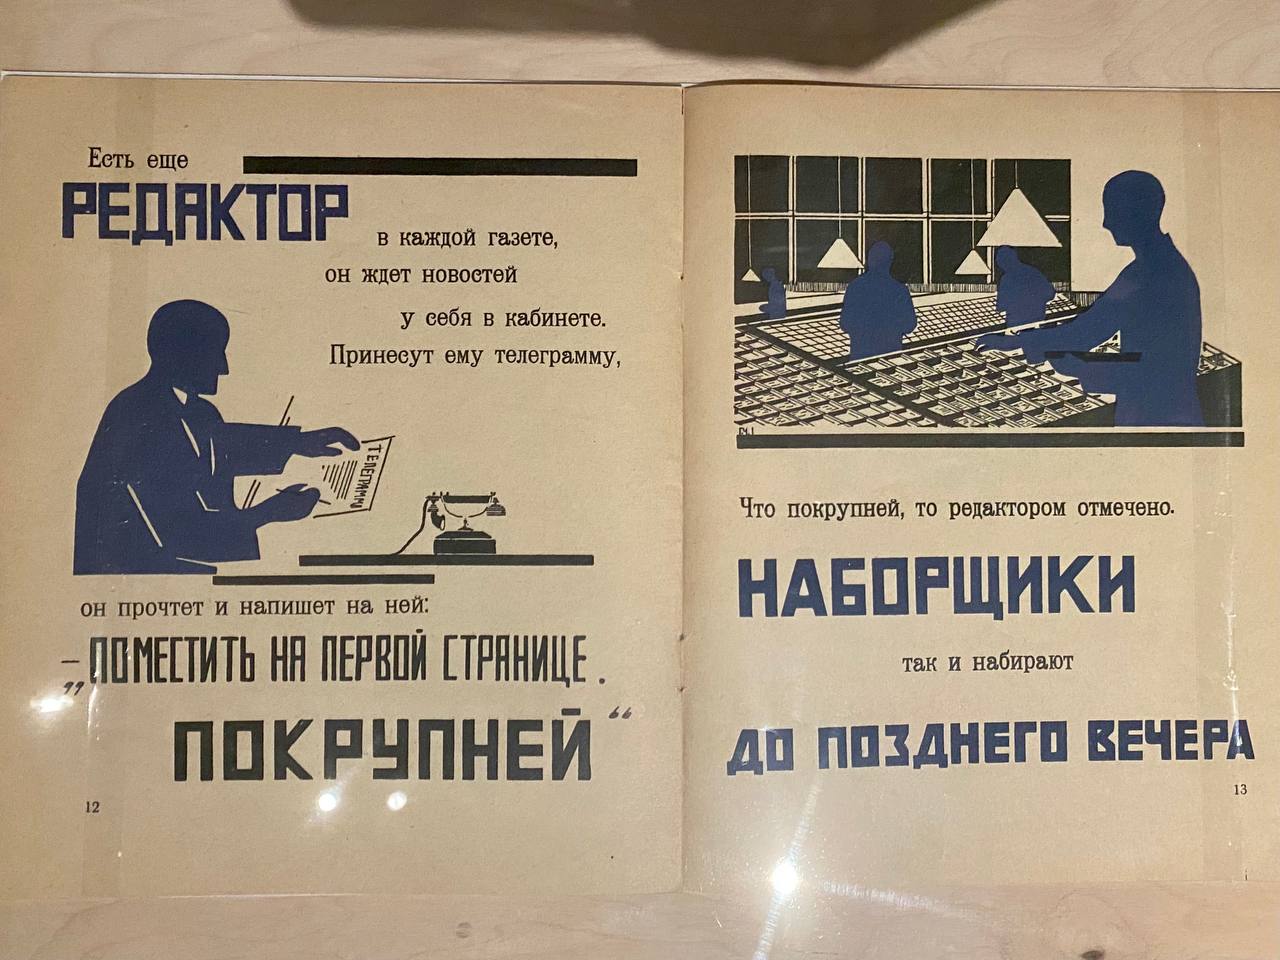 Есть еще
РЕДАКТОР
в каждой газете,
он ждет новостей
у себя в кабинете.
Принесут ему телеграмму,
ТЕЛЕГРАММА
он прочтет и напишет на ней:
– „ПОМЕСТИТЬ НА ПЕРВОЙ СТРАНИЦЕ.
ПОКРУПНЕЙ“
12
Что покрупней, то редактором отмечено.
НАБОРЩИКИ
так и набирают
ДО ПОЗДНЕГО ВЕЧЕРА
13